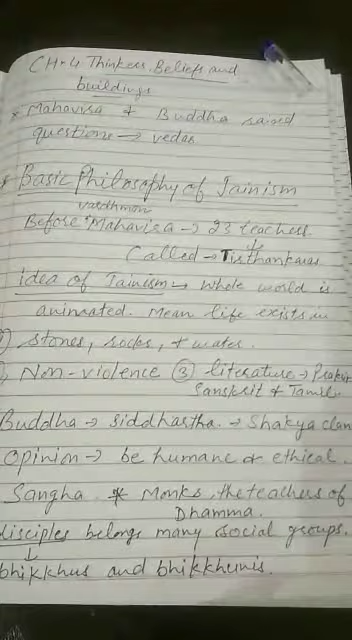 CH-4 Thinkers, Beliefs and
buildings
* Mahavira & Buddha raised
questions → vedas
* Basic Philosophy of Jainism
vardhman
Before Mahavira → 23 teachers
Called → Tirthankaras
idea of Jainism → Whole world is
animated. Mean life exists in
1) stones, rocks, & water.
2) Non-violence ③ literature → Prakrit
Sanskrit & Tamil.
Buddha → Siddhartha → Shakya clan
Opinion → be humane & ethical.
Sangha * Monks, the teachers of
Dhamma.
disciples belongs many social groups.
↓
bhikkhus and bhikkhunis.